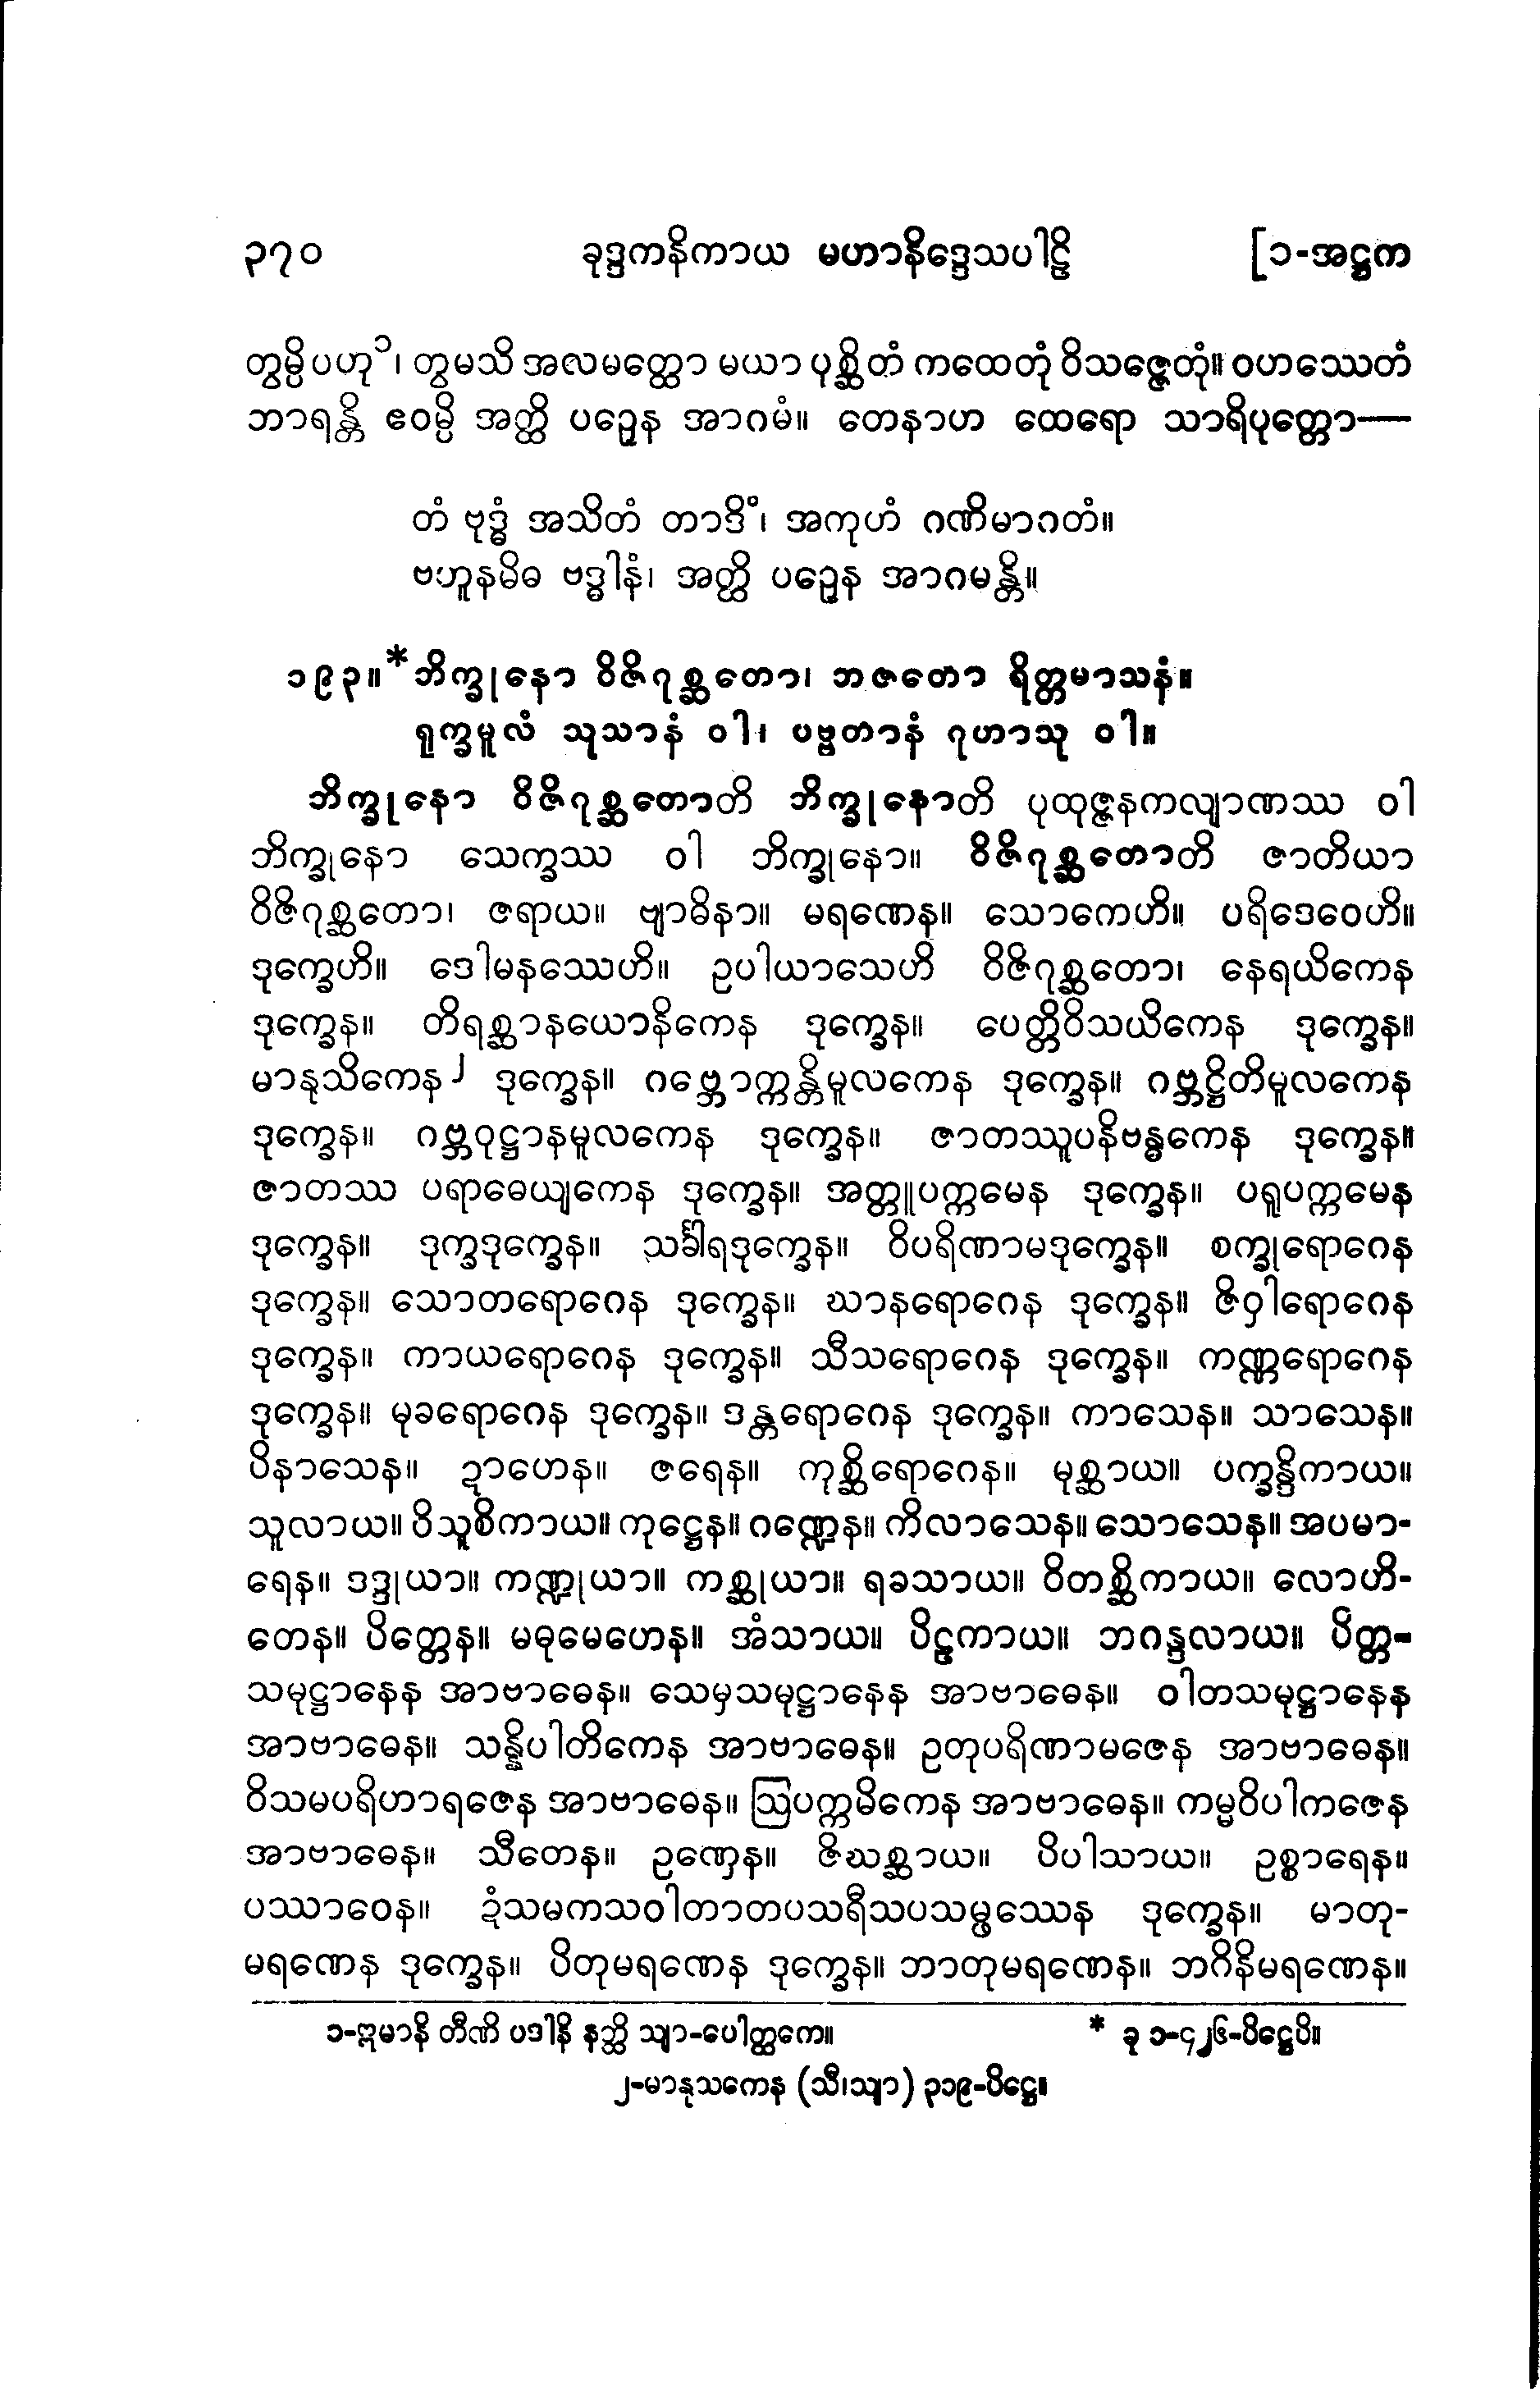 ၃၇၀ ခုဒ္ဒကနိကာယ မဟာနိဒ္ဒေသပါဠိ [၁-အဋ္ဌက
တွမ္ပိ ပဟု၁၊ တွမသိ အလမတ္ထော မယာ ပုစ္ဆိတံ ကထေတုံ ဝိသဇ္ဇေတုံ။ ဝဟဿေတံ
ဘာရန္တိ ဧဝမ္ပိ အတ္ထိ ပဉှေန အာဂမံ။ တေနာဟ ထေရော သာရိပုတ္တော—
တံ ဗုဒ္ဓံ အသိတံ တာဒိံ၊ အကုဟံ ဂဏိမာဂတံ။
ဗဟူနမိဓ ဗဒ္ဓါနံ၊ အတ္ထိ ပဉှေန အာဂမန္တိ။
၁၉၃။*ဘိက္ခုနော ဝိဇိဂုစ္ဆတော၊ ဘဇတော ရိတ္တမာသနံ။
ရုက္ခမူလံ သုသာနံ ဝါ၊ ပဗ္ဗတာနံ ဂုဟာသု ဝါ။
ဘိက္ခုနော ဝိဇိဂုစ္ဆတောတိ ဘိက္ခုနောတိ ပုထုဇ္ဇနကလျာဏဿ ဝါ
ဘိက္ခုနော သေက္ခဿ ဝါ ဘိက္ခုနော။ ဝိဇိဂုစ္ဆတောတိ ဇာတိယာ
ဝိဇိဂုစ္ဆတော၊ ဇရာယ။ ဗျာဓိနာ။ မရဏေန။ သောကေဟိ။ ပရိဒေဝေဟိ။
ဒုက္ခေဟိ။ ဒေါမနဿေဟိ။ ဥပါယာသေဟိ ဝိဇိဂုစ္ဆတော၊ နေရယိကေန
ဒုက္ခေန။ တိရစ္ဆာနယောနိကေန ဒုက္ခေန။ ပေတ္တိဝိသယိကေန ဒုက္ခေန။
မာနုသိကေန၂ ဒုက္ခေန။ ဂဗ္ဘောက္ကန္တိမူလကေန ဒုက္ခေန။ ဂဗ္ဘဋ္ဌိတိမူလကေန
ဒုက္ခေန။ ဂဗ္ဘဝုဋ္ဌာနမူလကေန ဒုက္ခေန။ ဇာတဿူပနိဗန္ဓကေန ဒုက္ခေန။
ဇာတဿ ပရာဓေယျကေန ဒုက္ခေန။ အတ္တူပက္ကမေန ဒုက္ခေန။ ပရူပက္ကမေန
ဒုက္ခေန။ ဒုက္ခဒုက္ခေန။ သင်္ခါရဒုက္ခေန။ ဝိပရိဏာမဒုက္ခေန။ စက္ခုရောဂေန
ဒုက္ခေန။ သောတရောဂေန ဒုက္ခေန။ ဃာနရောဂေန ဒုက္ခေန။ ဇိဝှါရောဂေန
ဒုက္ခေန။ ကာယရောဂေန ဒုက္ခေန။ သီသရောဂေန ဒုက္ခေန။ ကဏ္ဏရောဂေန
ဒုက္ခေန။ မုခရောဂေန ဒုက္ခေန။ ဒန္တရောဂေန ဒုက္ခေန။ ကာသေန။ သာသေန။
ပိနာသေန။ ဍာဟေန။ ဇရေန။ ကုစ္ဆိရောဂေန။ မုစ္ဆာယ။ ပက္ခန္ဒိကာယ။
သူလာယ။ ဝိသူစိကာယ။ ကုဋ္ဌေန။ ဂဏ္ဍေန။ ကိလာသေန။ သောသေန။ အပမာ-
ရေန။ ဒဒ္ဒုယာ။ ကဏ္ဍုယာ။ ကစ္ဆုယာ။ ရခသာယ။ ဝိတစ္ဆိကာယ။ လောဟိ-
တေန။ ပိတ္တေန။ မဓုမေဟေန။ အံသာယ။ ပိဠကာယ။ ဘဂန္ဒလာယ။ ပိတ္တ-
သမုဋ္ဌာနေန အာဗာဓေန။ သေမှသမုဋ္ဌာနေန အာဗာဓေန။ ဝါတသမုဋ္ဌာနေန
အာဗာဓေန။ သန္နိပါတိကေန အာဗာဓေန။ ဥတုပရိဏာမဇေန အာဗာဓေန။
ဝိသမပရိဟာရဇေန အာဗာဓေန။ ဩပက္ကမိကေန အာဗာဓေန။ ကမ္မဝိပါကဇေန
အာဗာဓေန။ သီတေန။ ဥဏှေန။ ဇိဃစ္ဆာယ။ ပိပါသာယ။ ဥစ္စာရေန။
ပဿာဝေန။ ဍံသမကသဝါတာတပသရီသပသမ္ဖဿေန ဒုက္ခေန။ မာတု-
မရဏေန ဒုက္ခေန။ ပိတုမရဏေန ဒုက္ခေန။ ဘာတုမရဏေန။ ဘဂိနိမရဏေန။
၁-ဣမာနိ တီဏိ ပဒါနိ နတ္ထိ သျာ-ပေါတ္ထကေ။ * ခု ၁-၄၂၆-ပိဋ္ဌေပိ။
၂-မာနုသကေန (သီ၊သျာ) ၃၁၉-ပိဋ္ဌေ။